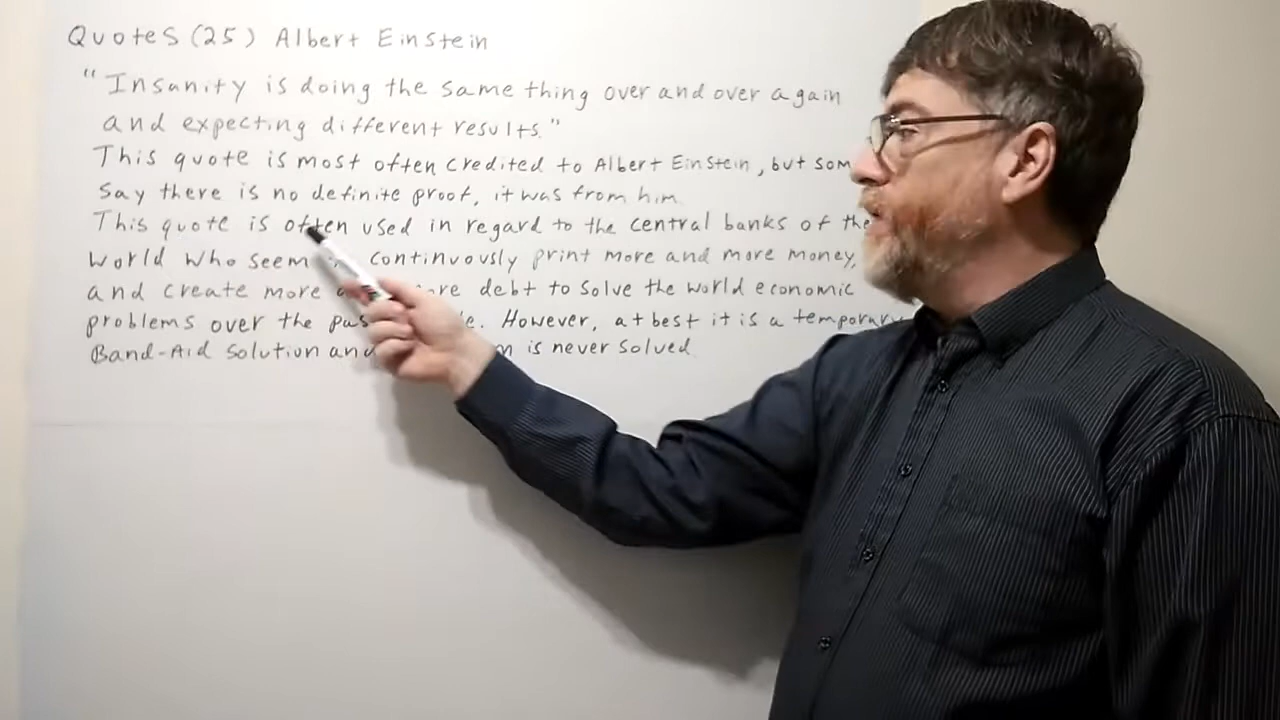 Quotes (25) Albert Einstein
"Insanity is doing the same thing over and over again
and expecting different results."
This quote is most often credited to Albert Einstein, but som
say there is no definite proof, it was from him
This quote is often used in regard to the central banks of the
world who seem continuously print more and more money,
and create more debt to solve the world economic
problems over the However, at best it is a temporary
Band-Aid solution and is never solved